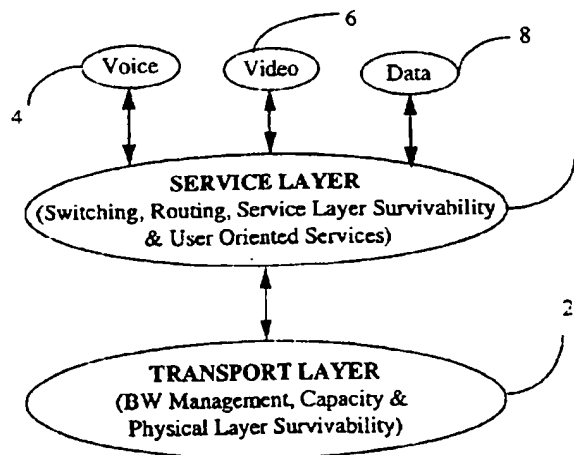 6
8
Voice
Video
Data
4
SERVICE LAYER
(Switching, Routing, Service Layer Survivability
& User Oriented Services)
2
TRANSPORT LAYER
(BW Management, Capacity &
Physical Layer Survivability)